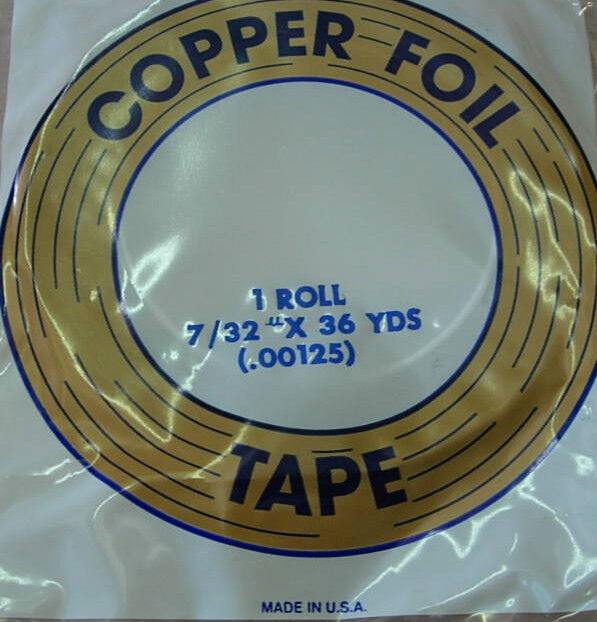 COPPER FOIL
1 ROLL
7/32 " X 36 YDS
(.00125)
TAPE
MADE IN U.S.A.